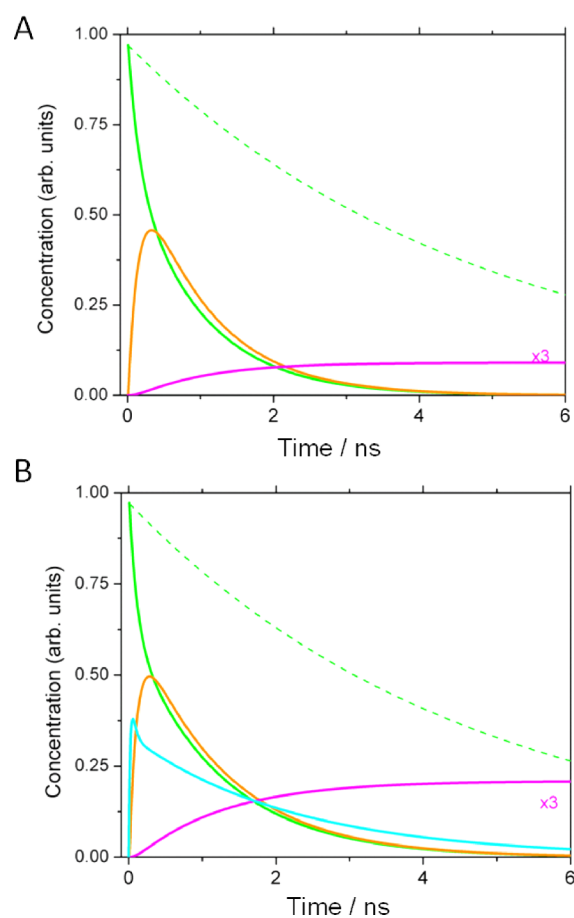 A
Concentration (arb. units)
1.00
0.75
0.50
0.25
0.00
x3
0
2
4
6
Time / ns
B
Concentration (arb. units)
1.00
0.75
0.50
0.25
0.00
x3
0
2
4
6
Time / ns